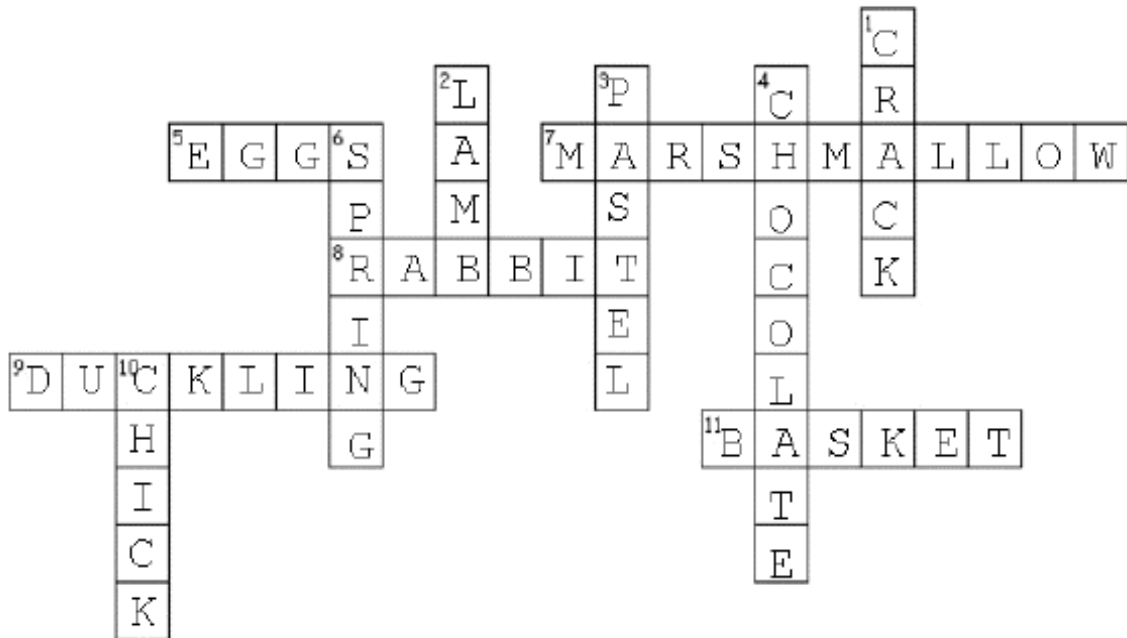 1C
2L 3P 4C R
5E G G 6S A 7M A R S H M A L L O W
P M S O C
8R A B B I T C K
I E O
9D U 10C K L I N G L L
H G 11B A S K E T
I T
C E
K